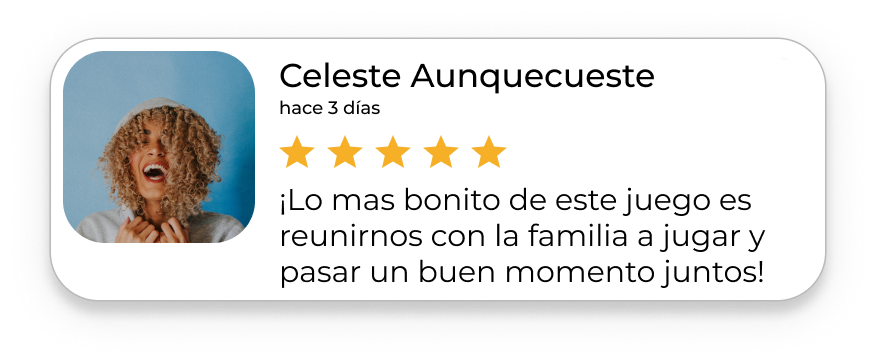 Celeste Aunquecueste
hace 3 días
¡Lo mas bonito de este juego es
reunirnos con la familia a jugar y
pasar un buen momento juntos!